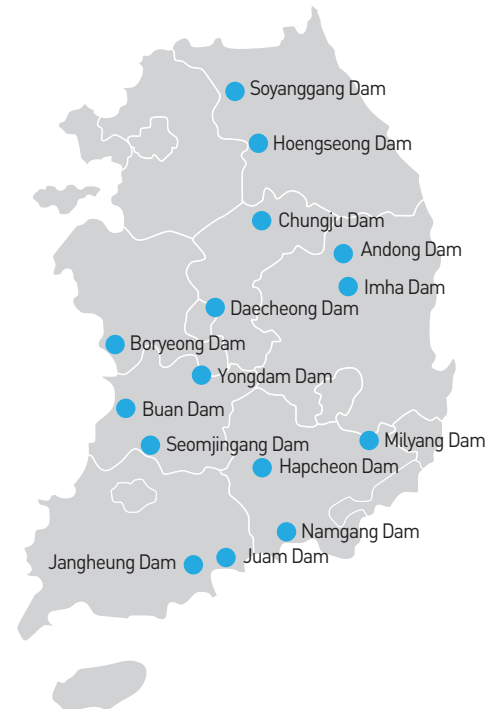 Soyanggang Dam
Hoengseong Dam
Chungju Dam
Andong Dam
Imha Dam
Daecheong Dam
Boryeong Dam
Yongdam Dam
Buan Dam
Milyang Dam
Seomjingang Dam
Hapcheon Dam
Namgang Dam
Juam Dam
Jangheung Dam